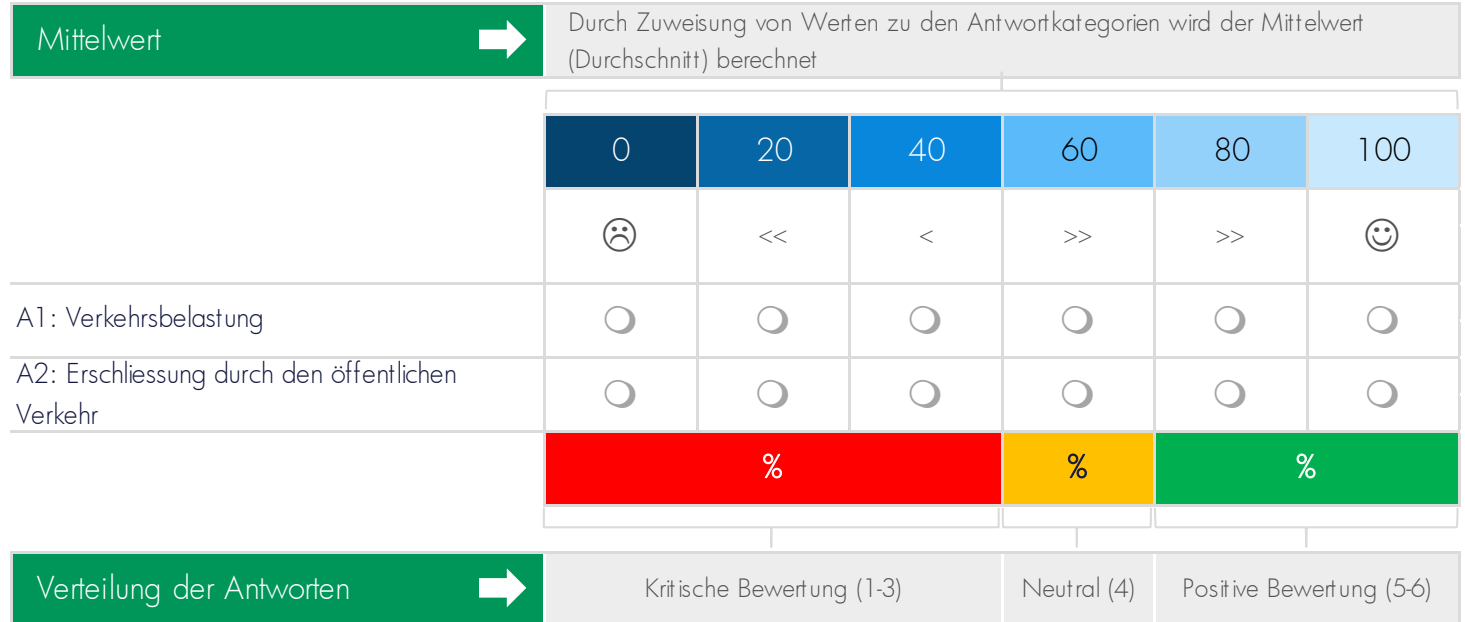 Mittelwert
Durch Zuweisung von Werten zu den Antwortkategorien wird der Mittelwert
(Durchschnitt) berechnet
0 20 40 60 80 100
☹ << < >> >> ☺
A1: Verkehrsbelastung
A2: Erschliessung durch den öffentlichen
Verkehr
% % %
Verteilung der Antworten
Kritische Bewertung (1-3) Neutral (4) Positive Bewertung (5-6)